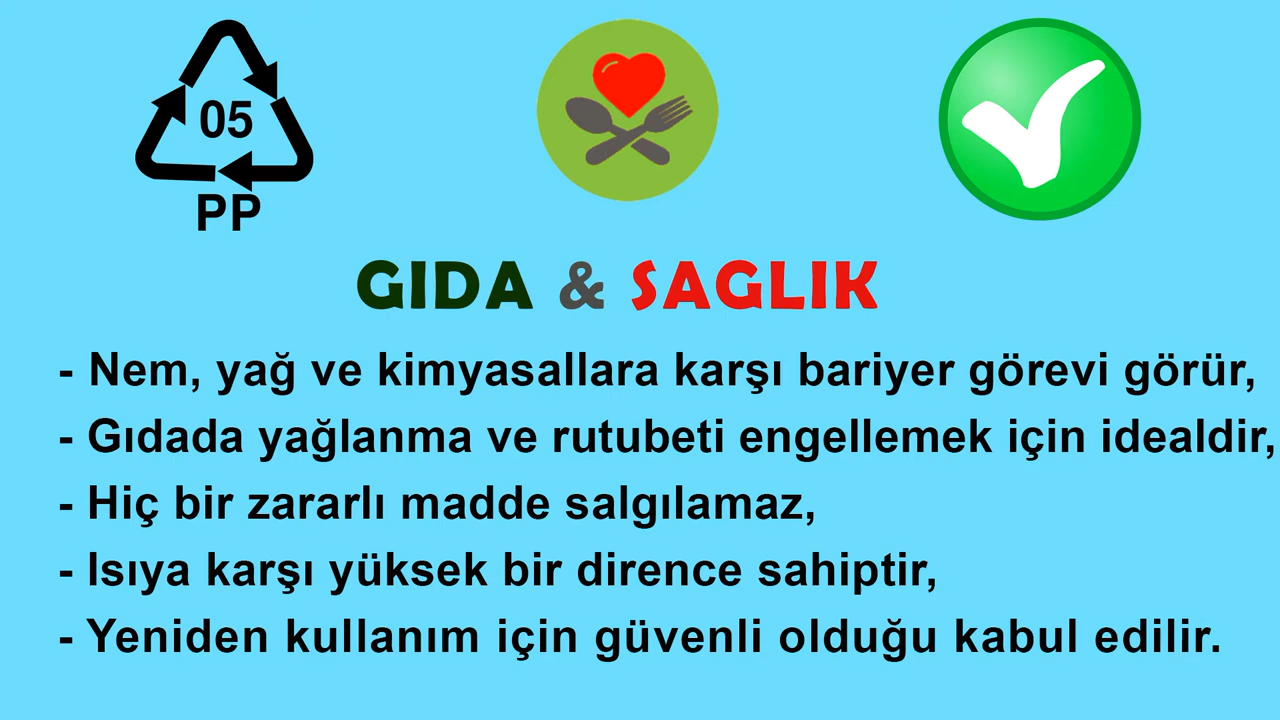 05
PP
GIDA & SAGLIK
- Nem, yağ ve kimyasallara karşı bariyer görevi görür,
- Gıdada yağlanma ve rutubeti engellemek için idealdir,
- Hiç bir zararlı madde salgılamaz,
- Isıya karşı yüksek bir dirence sahiptir,
- Yeniden kullanım için güvenli olduğu kabul edilir.